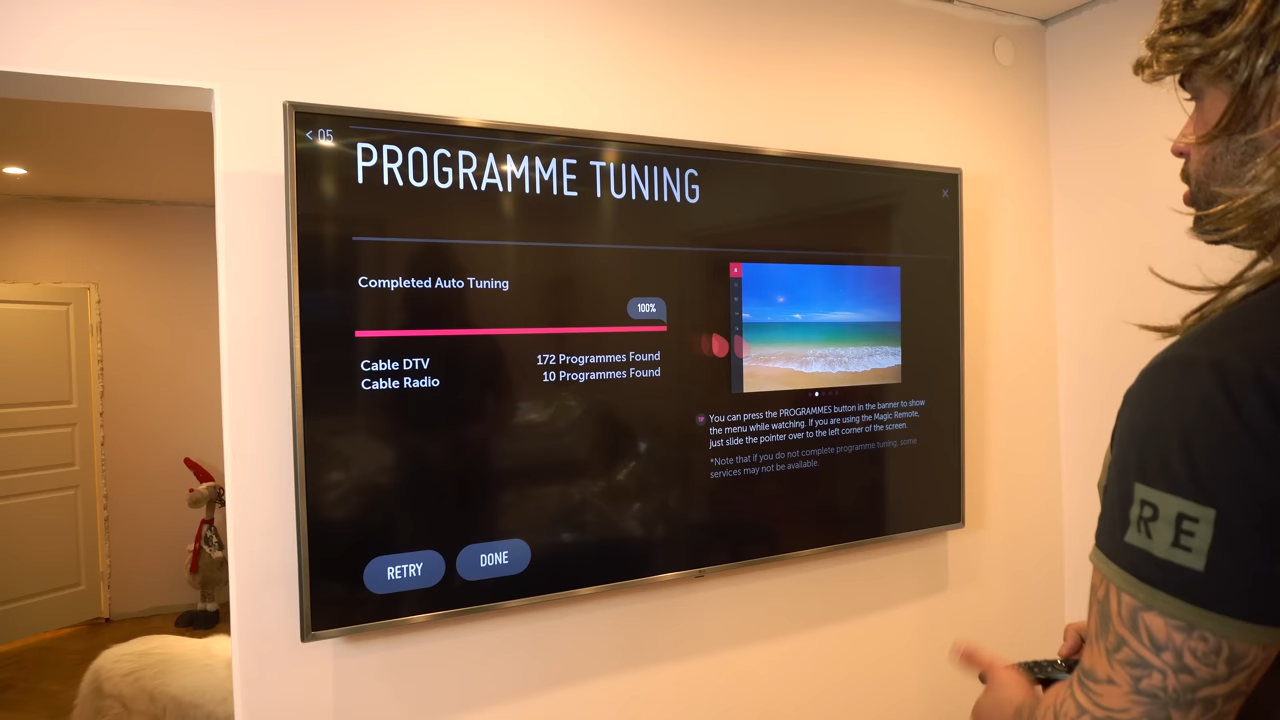 < 05
PROGRAMME TUNING
×
Completed Auto Tuning
100%
Cable DTV 172 Programmes Found
Cable Radio 10 Programmes Found
TIP You can press the PROGRAMMES button in the banner to show
the menu while watching. If you are using the Magic Remote,
just slide the pointer over to the left corner of the screen.
*Note that if you do not complete programme tuning, some
services may not be available.
RETRY DONE
RE